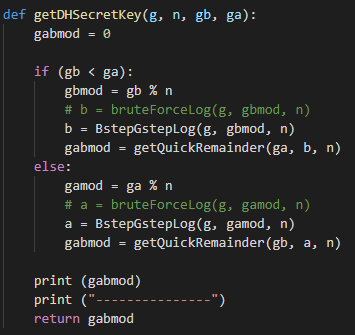 def getDHSecretKey(g, n, gb, ga):
    gabmod = 0

    if (gb < ga):
        gbmod = gb % n
        # b = bruteForceLog(g, gbmod, n)
        b = BstepGstepLog(g, gbmod, n)
        gabmod = getQuickRemainder(ga, b, n)
    else:
        gamod = ga % n
        # a = bruteForceLog(g, gamod, n)
        a = BstepGstepLog(g, gamod, n)
        gabmod = getQuickRemainder(gb, a, n)

    print (gabmod)
    print ("---------------")
    return gabmod